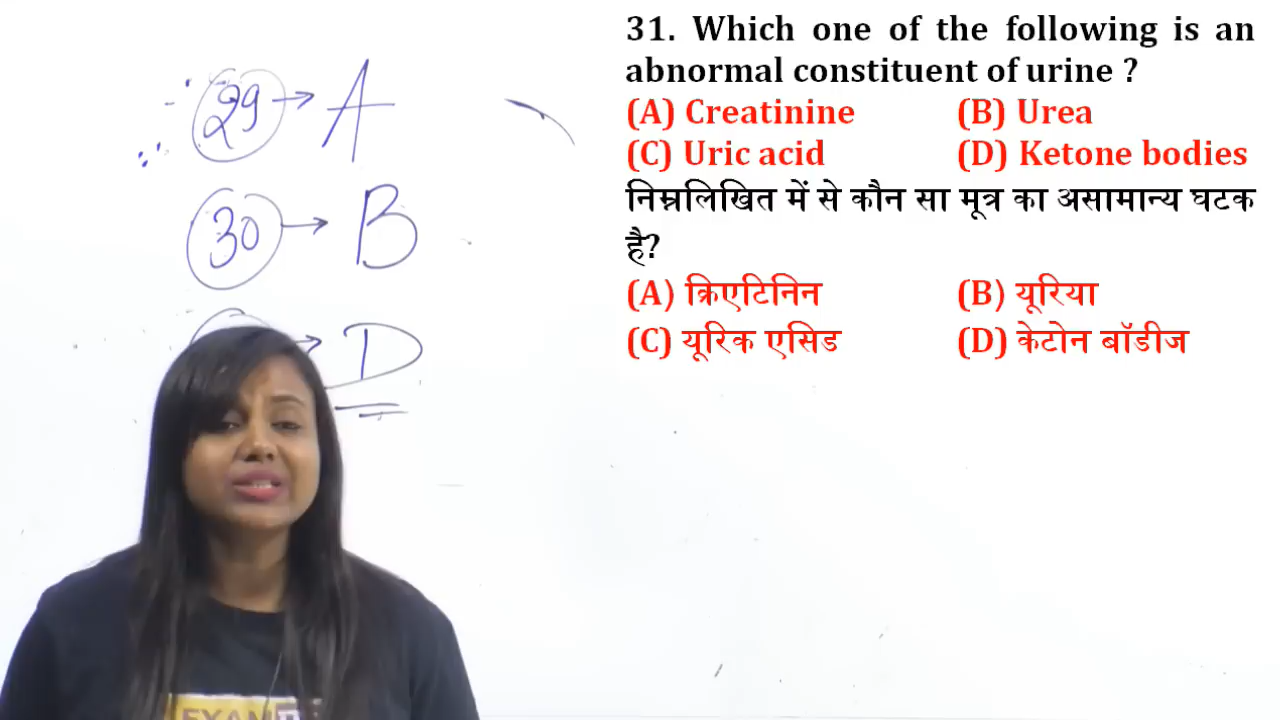 29 → A
30 → B
→ D
31. Which one of the following is an
abnormal constituent of urine ?
(A) Creatinine (B) Urea
(C) Uric acid (D) Ketone bodies
निम्नलिखित में से कौन सा मूत्र का असामान्य घटक
है?
(A) क्रिएटिनिन (B) यूरिया
(C) यूरिक एसिड (D) केटोन बॉडीज
EXAM